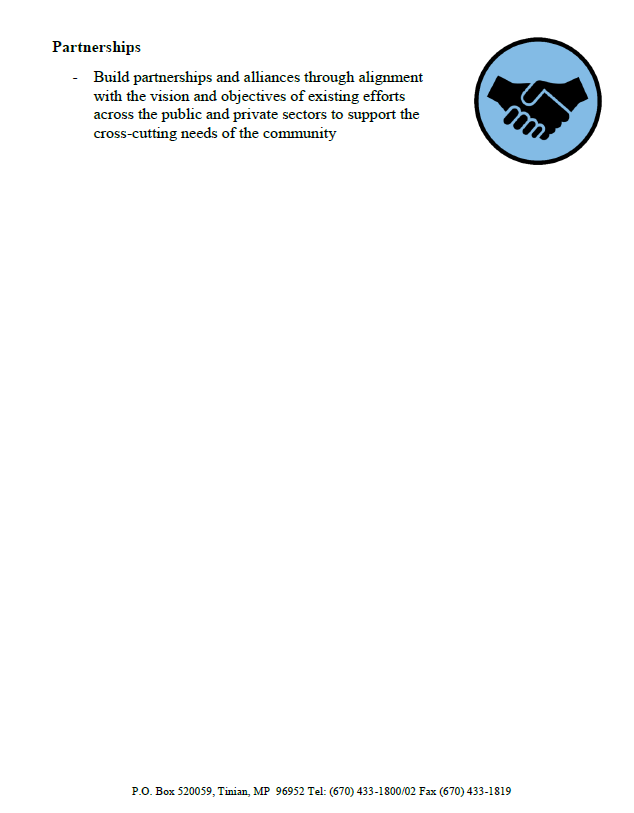 Partnerships
- Build partnerships and alliances through alignment
with the vision and objectives of existing efforts
across the public and private sectors to support the
cross-cutting needs of the community
P.O. Box 520059, Tinian, MP 96952 Tel: (670) 433-1800/02 Fax (670) 433-1819